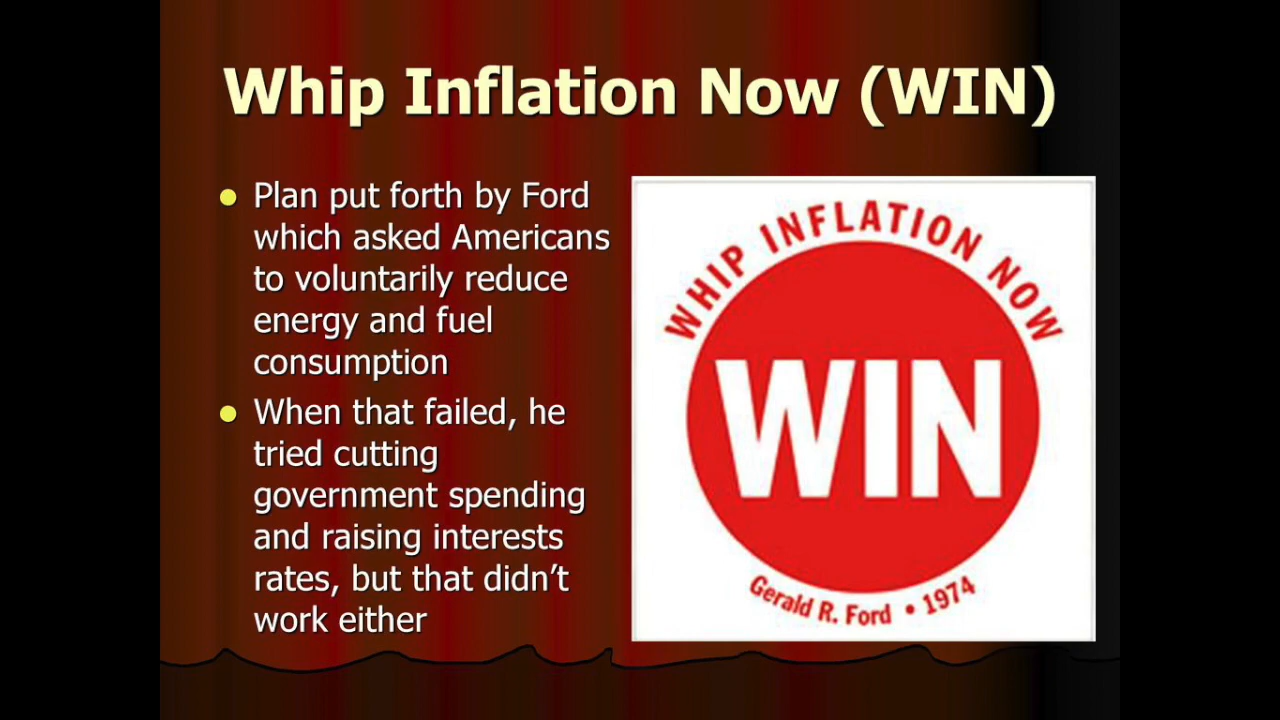 Whip Inflation Now (WIN)
Plan put forth by Ford
which asked Americans
to voluntarily reduce
energy and fuel
consumption
When that failed, he
tried cutting
government spending
and raising interests
rates, but that didn’t
work either
WHIP INFLATION NOW
WIN
Gerald R. Ford • 1974